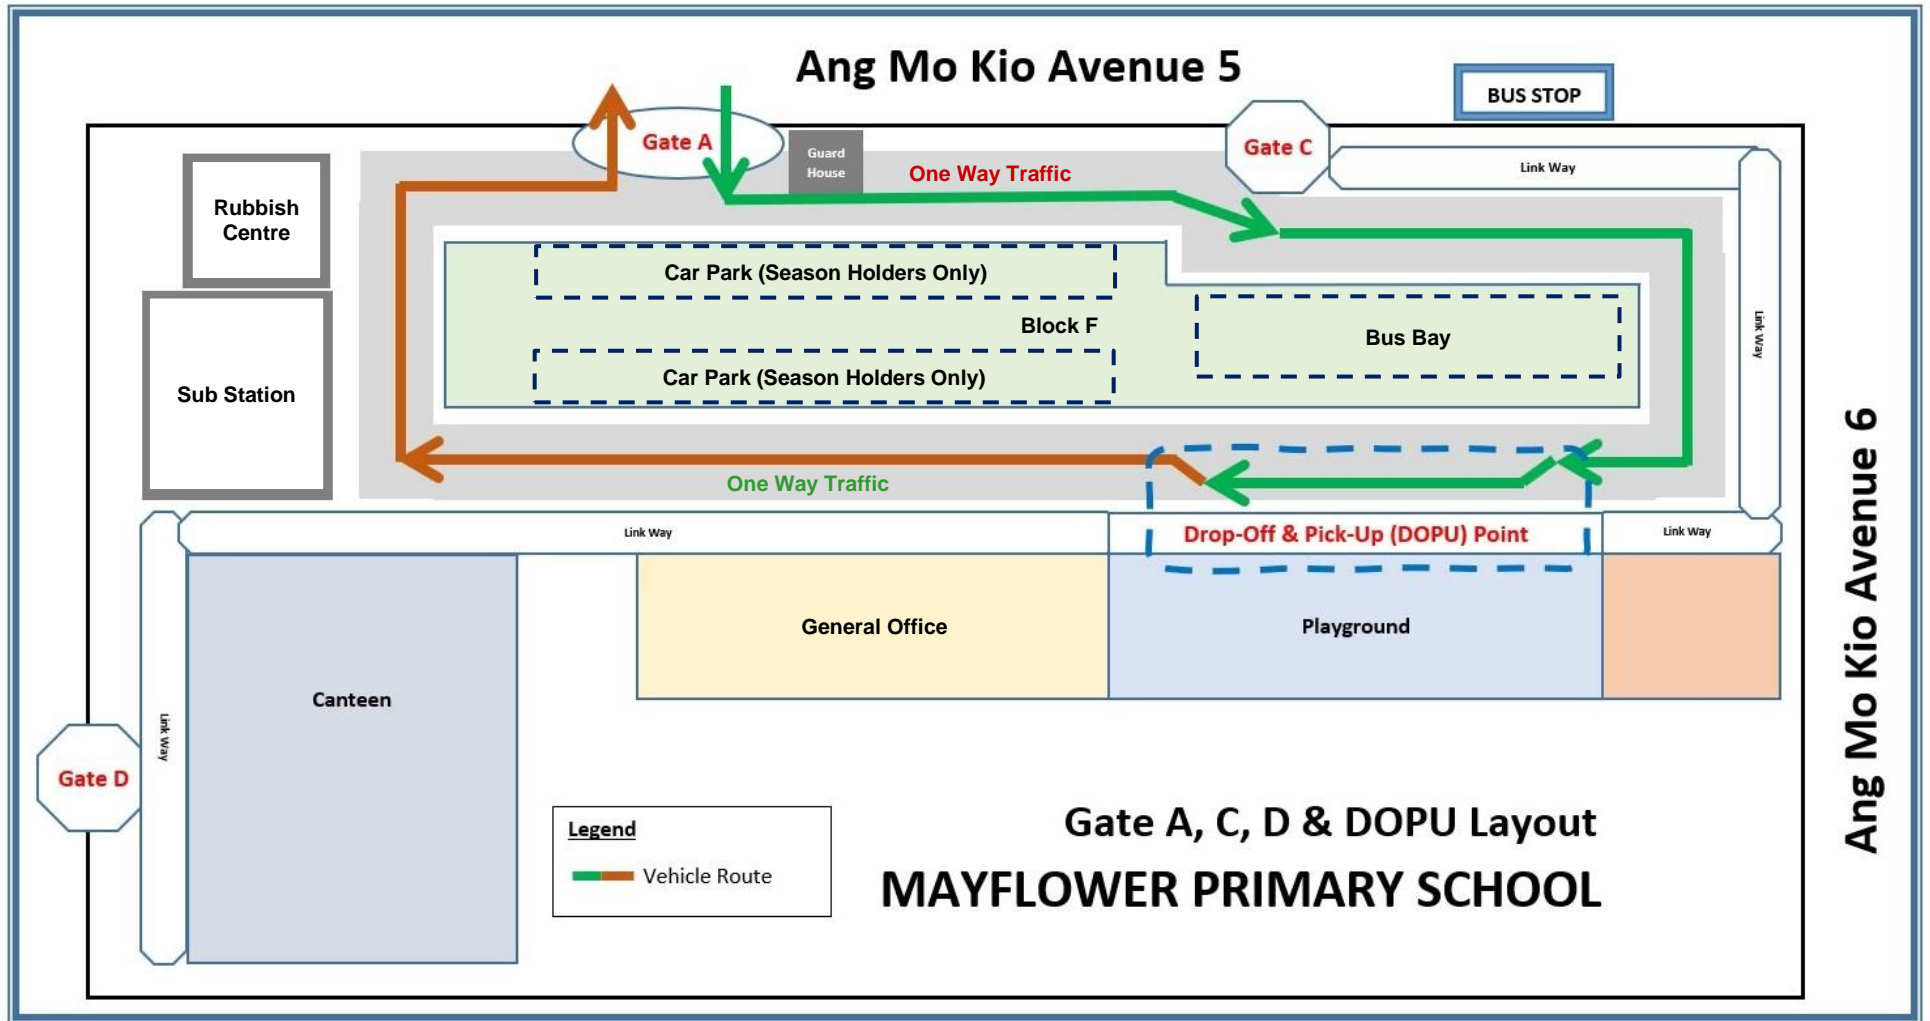 Ang Mo Kio Avenue 5
BUS STOP
Gate A
Guard
House
Gate C
One Way Traffic
Link Way
Rubbish
Centre
Car Park (Season Holders Only)
Block F
Bus Bay
Link Way
Car Park (Season Holders Only)
Sub Station
One Way Traffic
Link Way
Drop-Off & Pick-Up (DOPU) Point
Link Way
General Office
Playground
Canteen
Link Way
Gate D
Ang Mo Kio Avenue 6
Legend
Vehicle Route
Gate A, C, D & DOPU Layout
MAYFLOWER PRIMARY SCHOOL